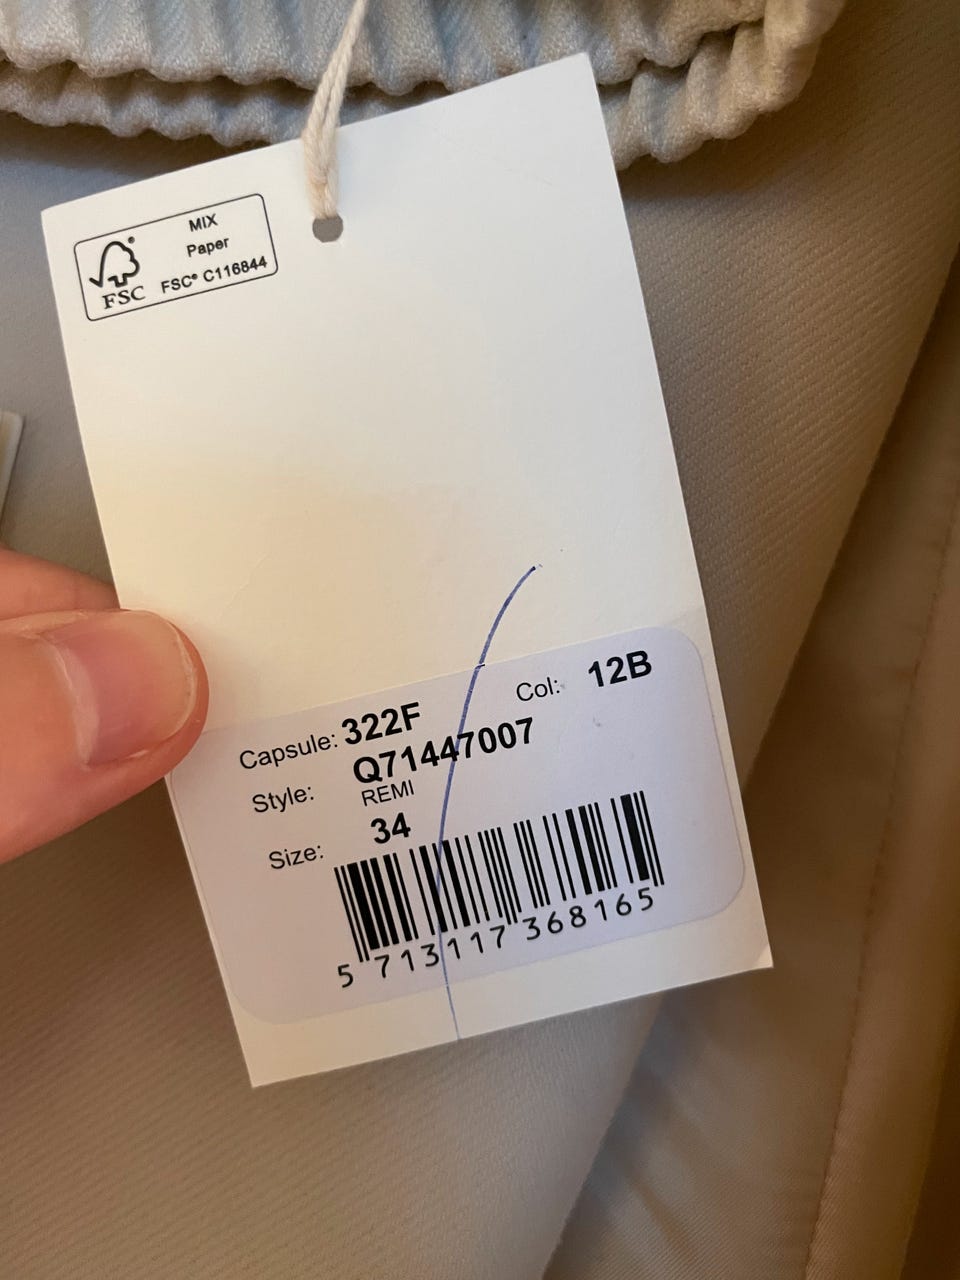 MIX
Paper
FSC® C116844
FSC®
Capsule: 322F Col: 12B
Style: Q71447007
REMI
Size: 34
5 713117 368165